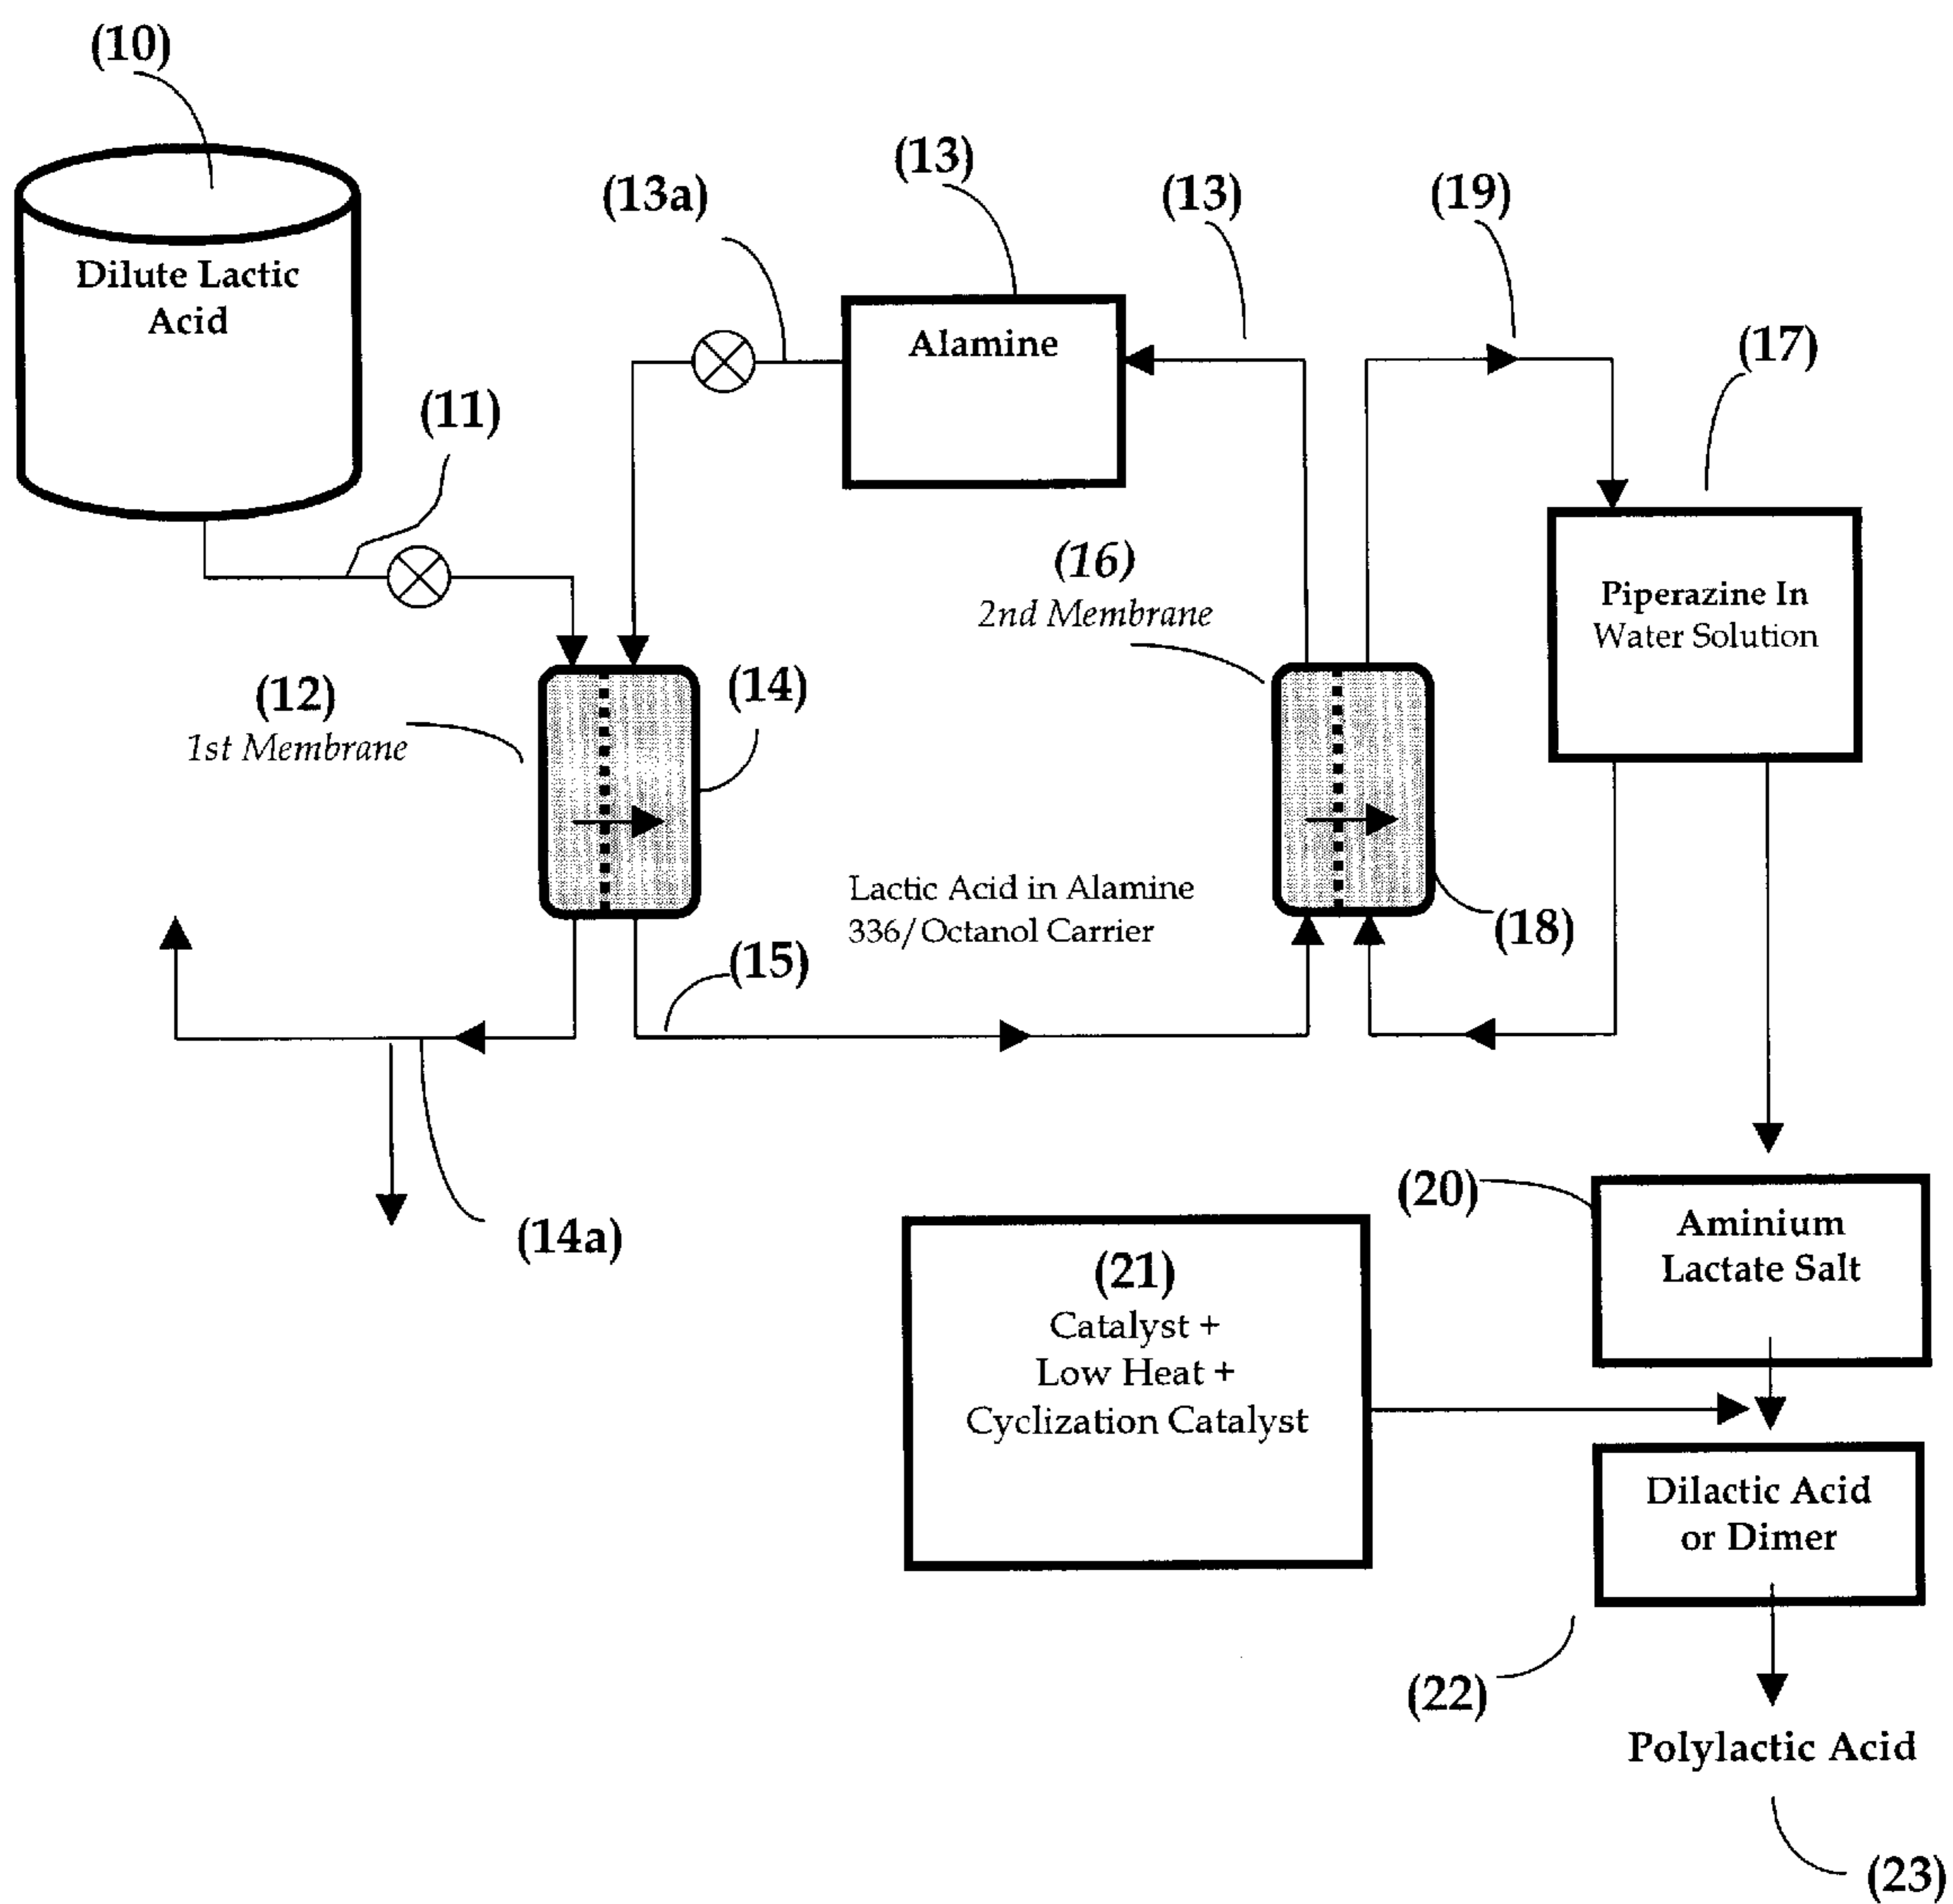 (10)
Dilute Lactic
Acid
(11)
(13a)
(13)
Alamine
(13)
(19)
(17)
Piperazine In
Water Solution
(12)
1st Membrane
(14)
(16)
2nd Membrane
(18)
Lactic Acid in Alamine
336/Octanol Carrier
(15)
(14a)
(20)
Aminium
Lactate Salt
(21)
Catalyst +
Low Heat +
Cyclization Catalyst
Dilactic Acid
or Dimer
(22)
Polylactic Acid
(23)